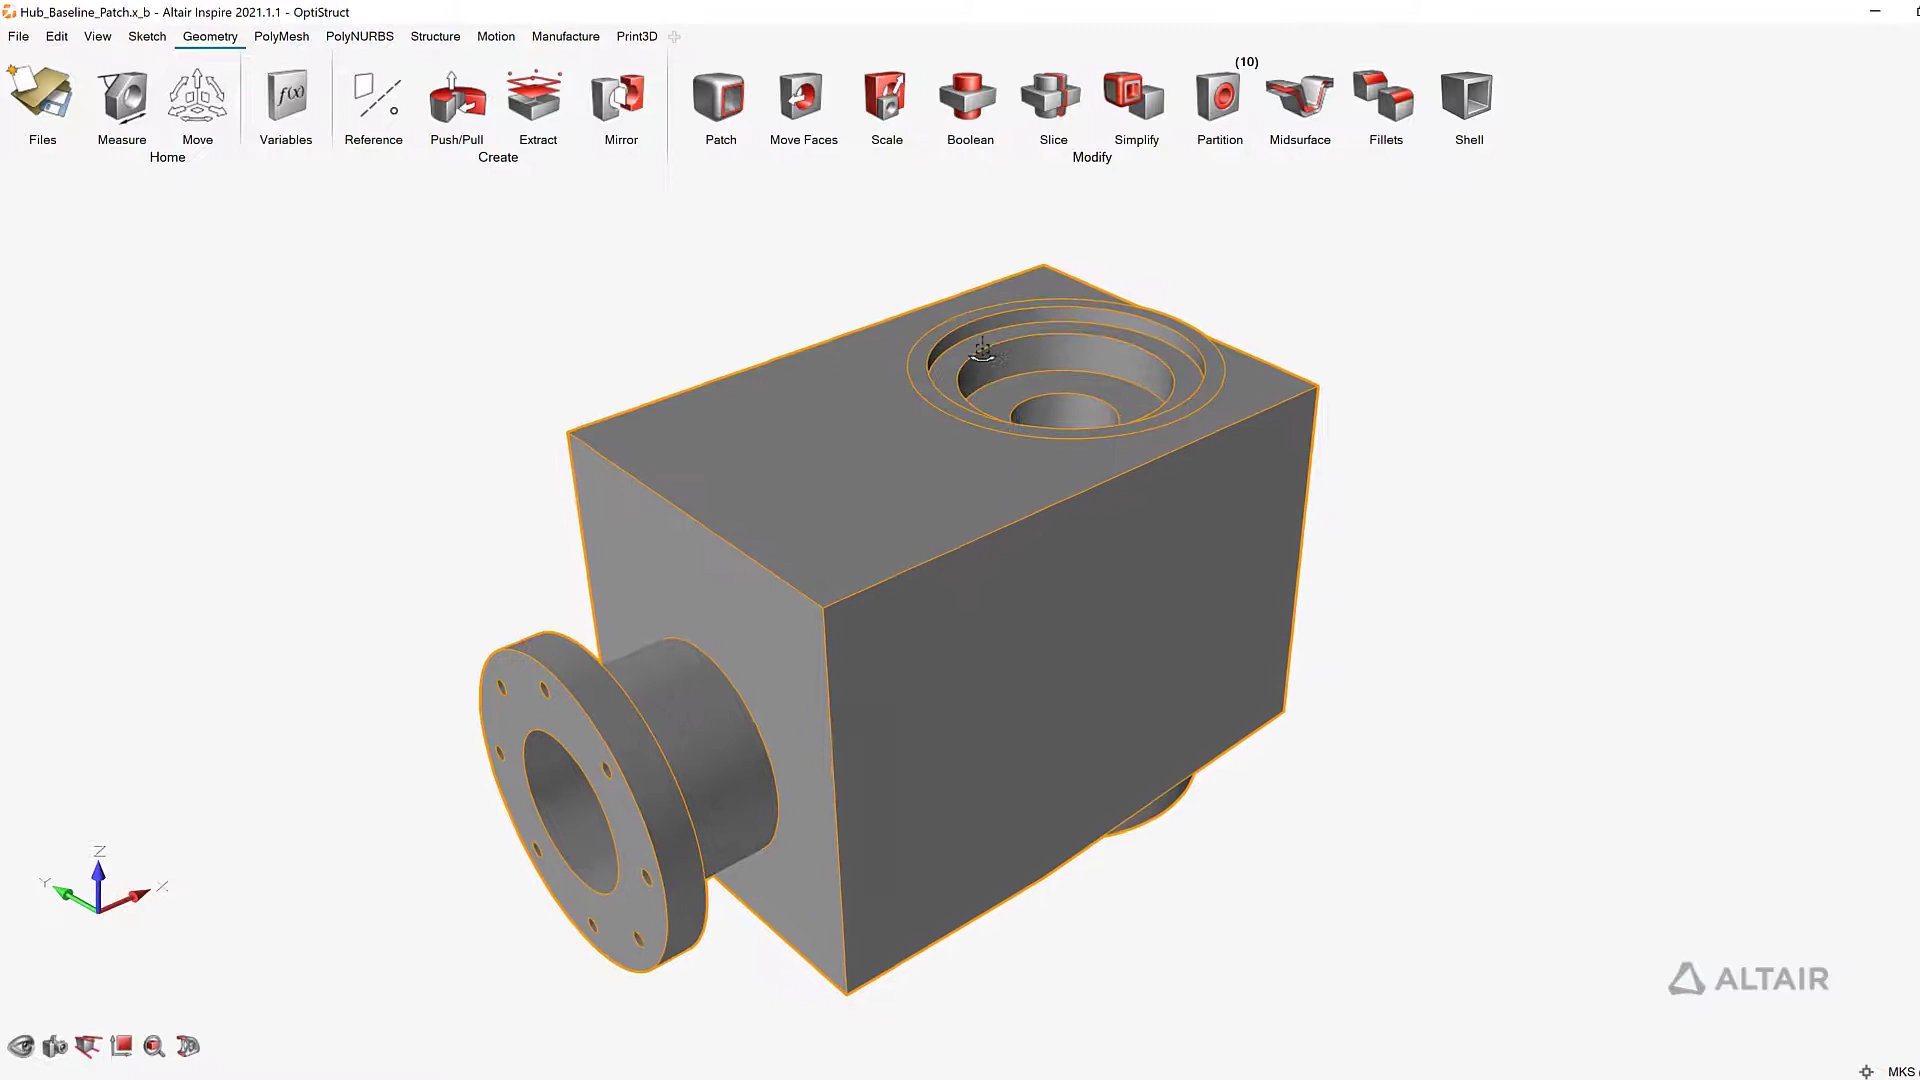 Hub_Baseline_Patch.x_b - Altair Inspire 2021.1.1 - OptiStruct
File Edit View Sketch Geometry PolyMesh PolyNURBS Structure Motion Manufacture Print3D
(10)
f(x)
Files Measure Move Variables Reference Push/Pull Extract Mirror Patch Move Faces Scale Boolean Slice Simplify Partition Midsurface Fillets Shell
Home Create Modify
Z
Y X
ALTAIR
MKS